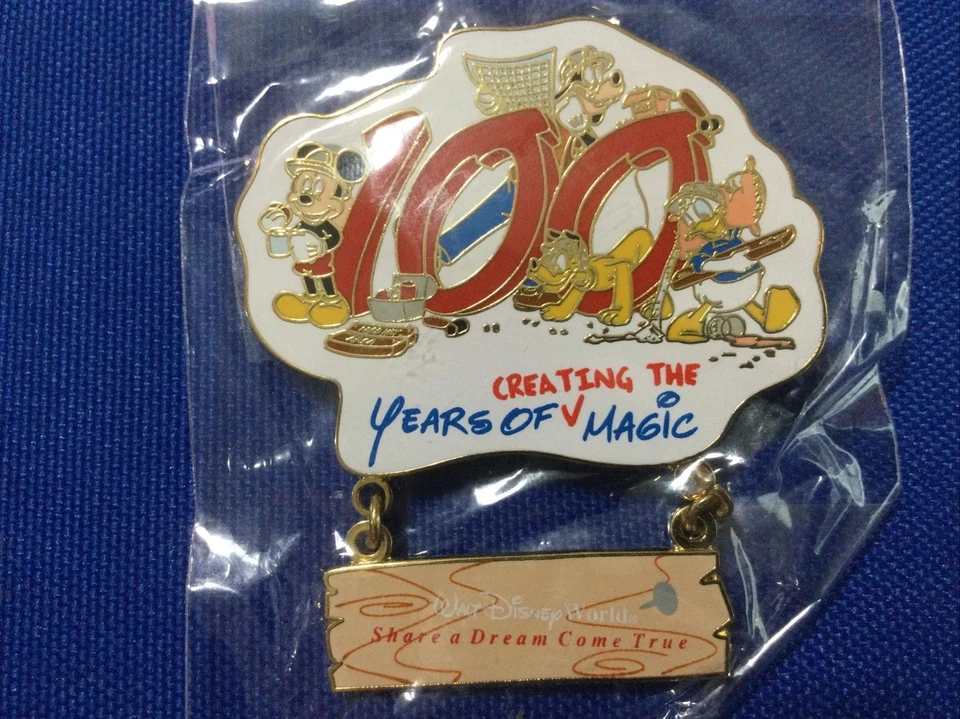 100
CREATING THE
YEARS OF V MAGIC
Walt Disney World®
Share a Dream Come True